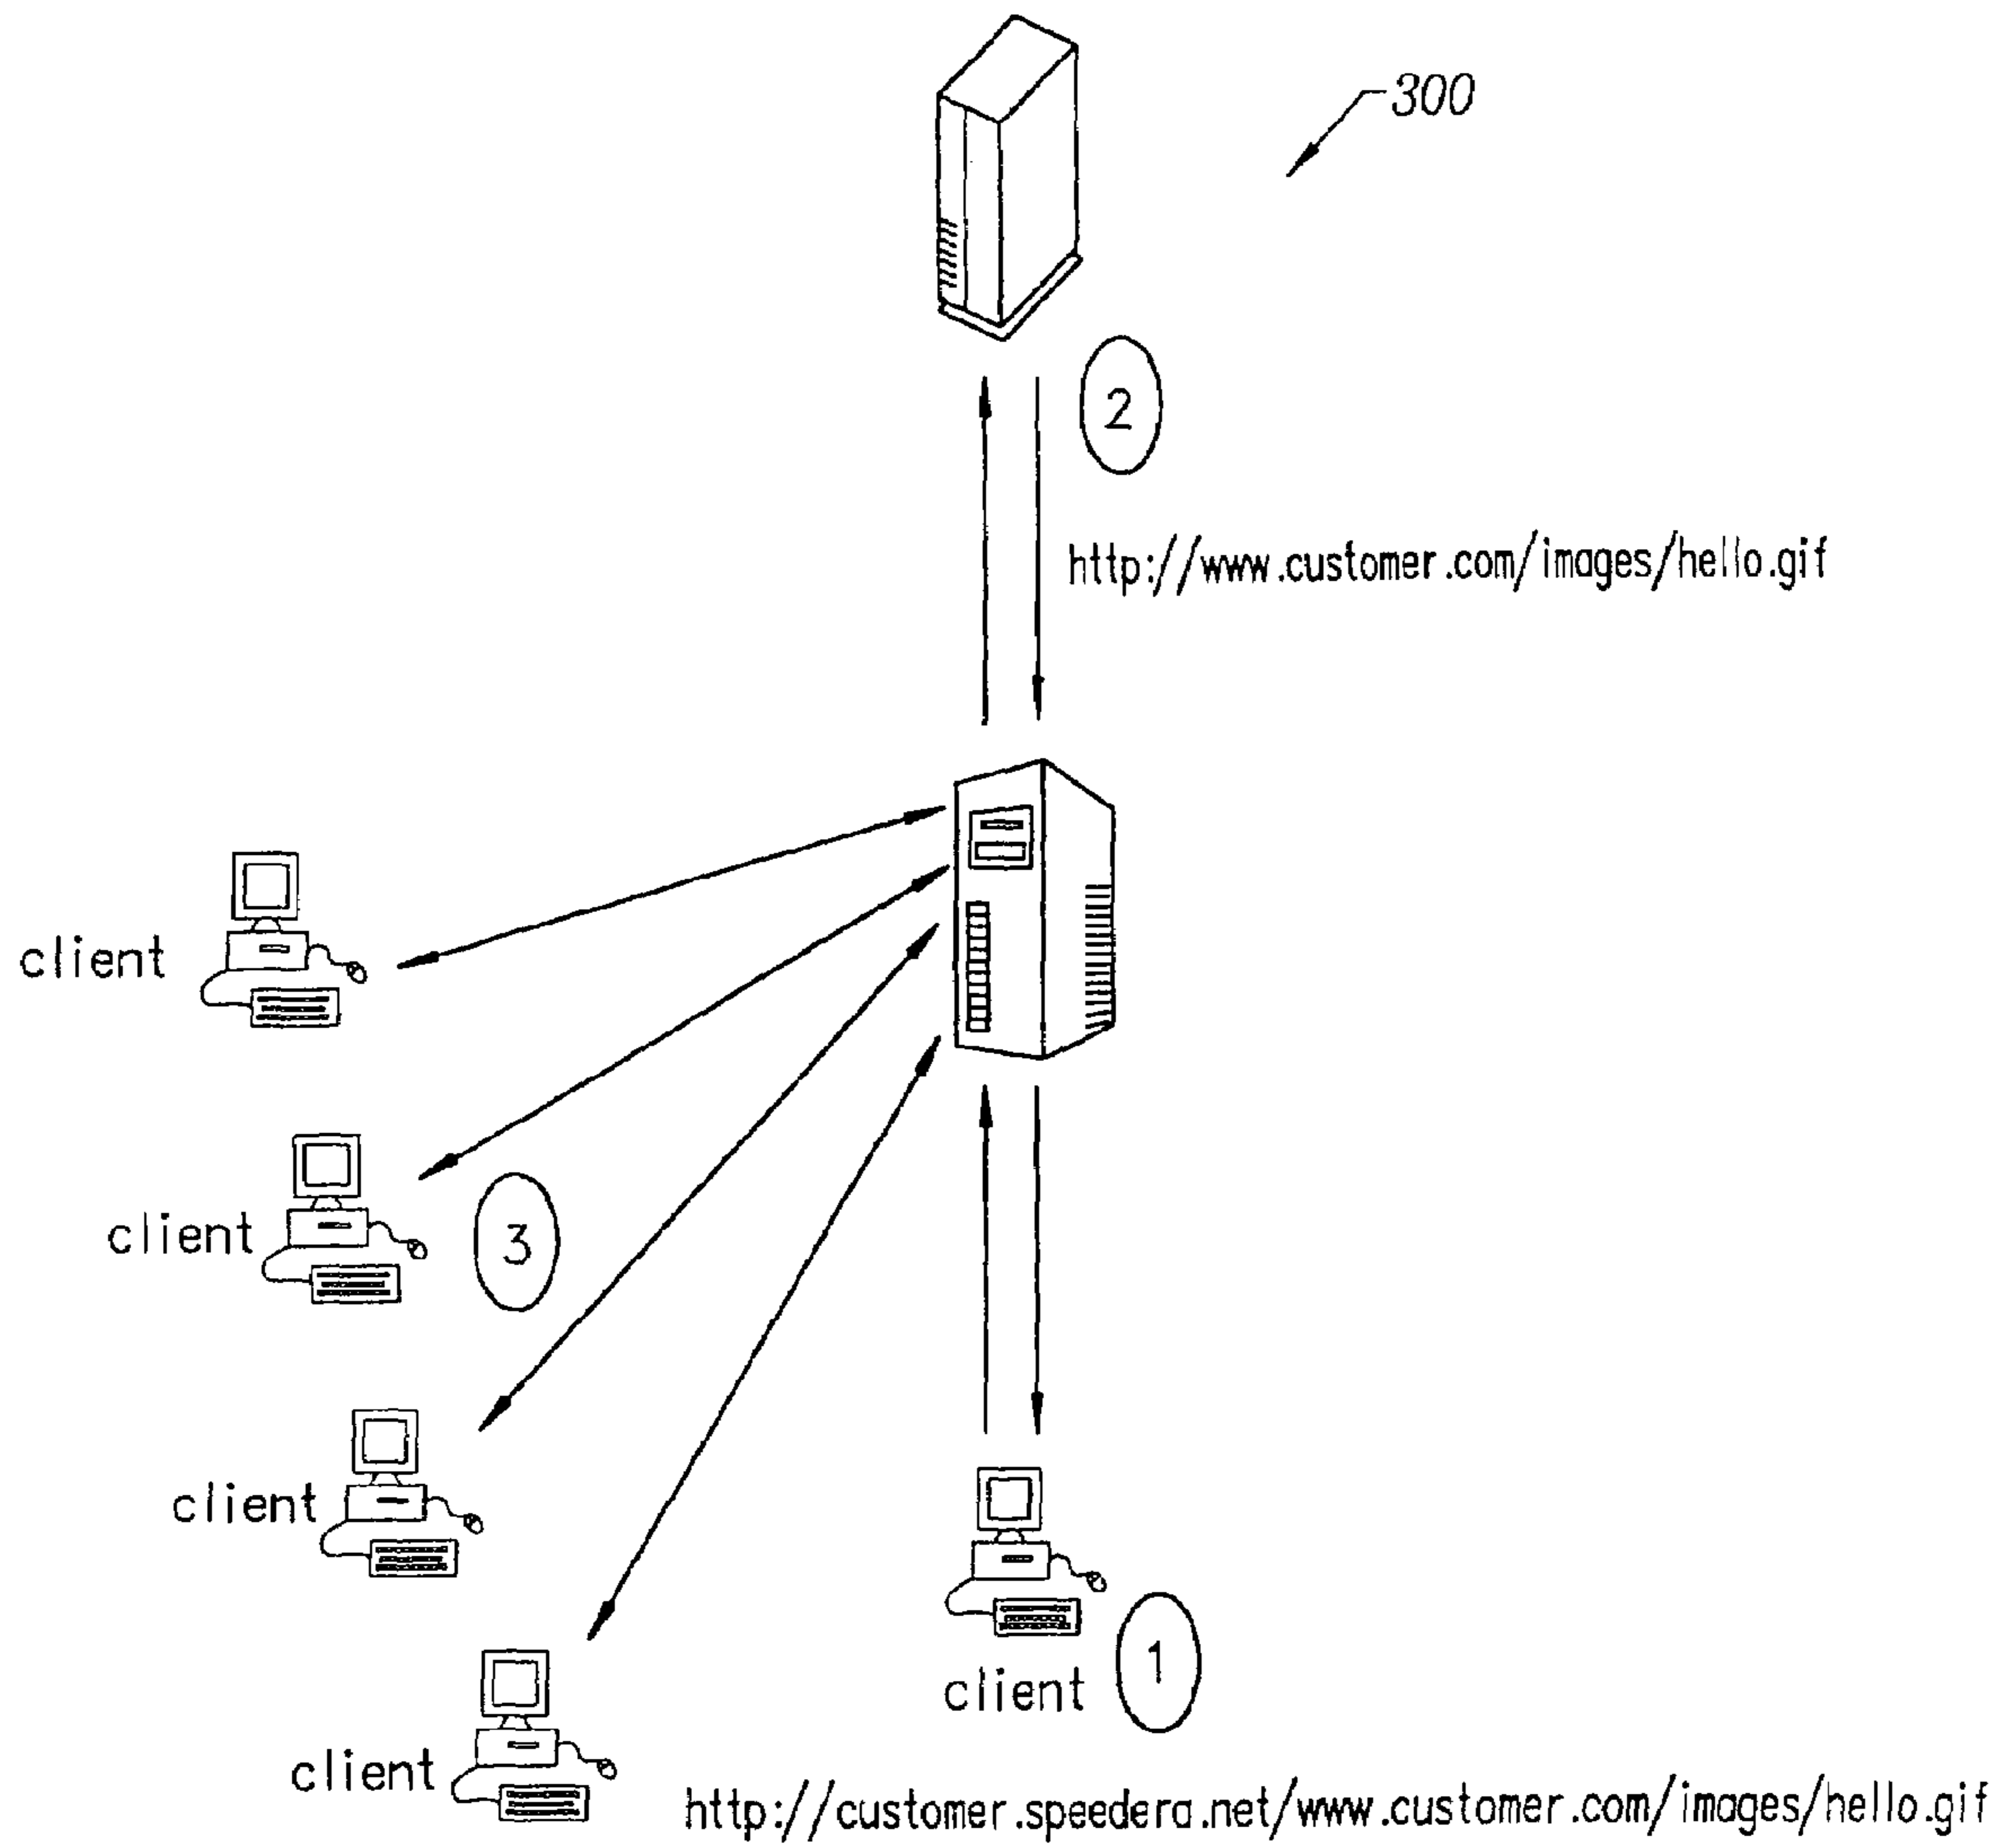 300
2
http://www.customer.com/images/hello.gif
client
client
3
client
client
client
1
http://customer.speedera.net/www.customer.com/images/hello.gif